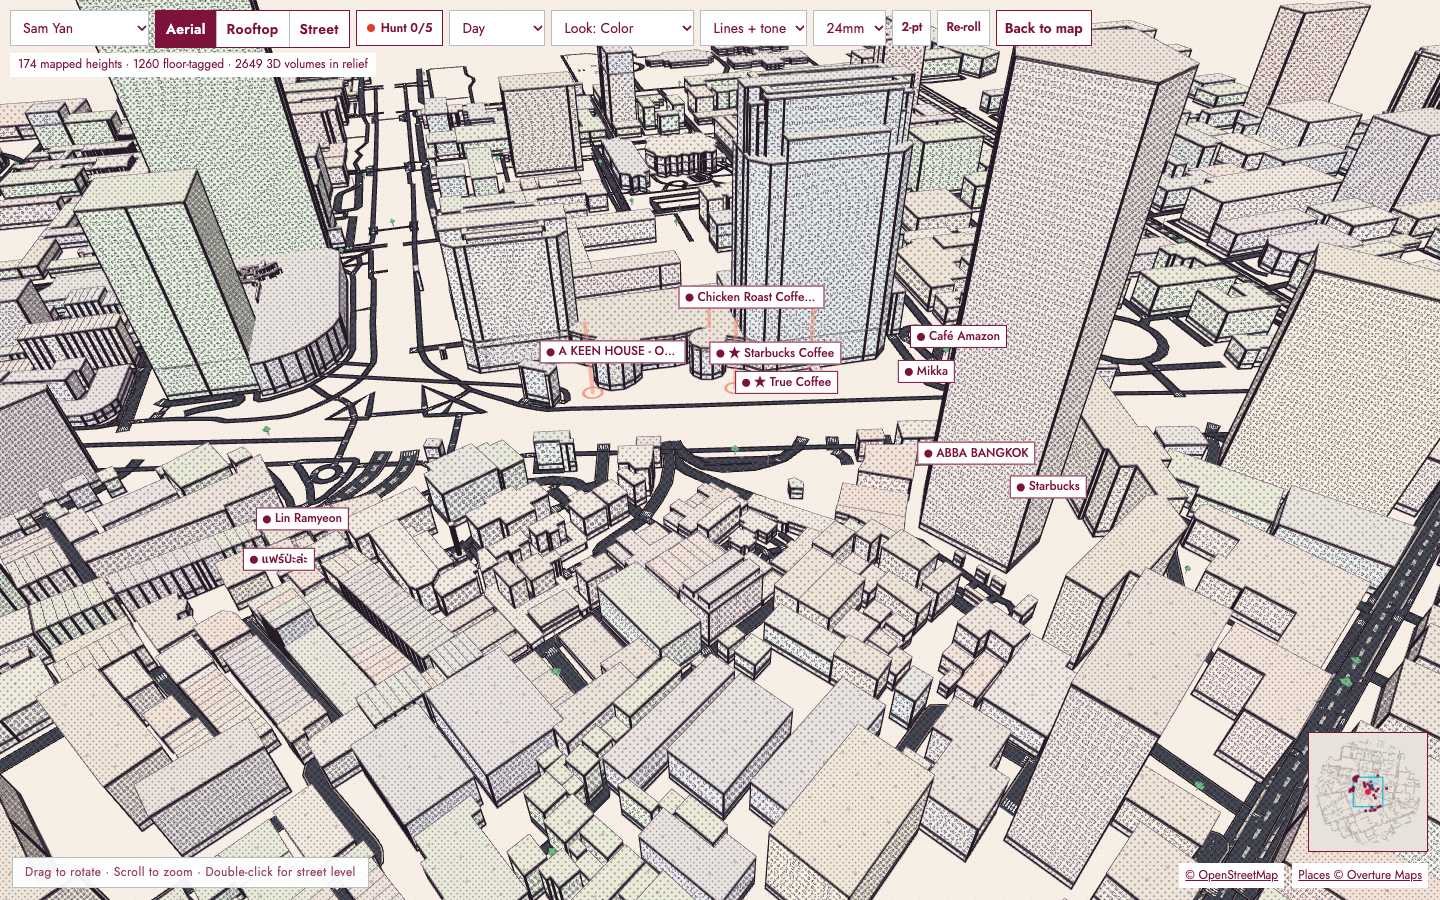 Sam Yan
Aerial
Rooftop
Street
Hunt 0/5
Day
Look: Color
Lines + tone
24mm
2-pt
Re-roll
Back to map
174 mapped heights · 1260 floor-tagged · 2649 3D volumes in relief
Chicken Roast Coffe...
Café Amazon
A KEEN HOUSE - O...
★ Starbucks Coffee
Mikka
★ True Coffee
ABBA BANGKOK
Starbucks
Lin Ramyeon
แฟร์ปะล่ะ
Drag to rotate · Scroll to zoom · Double-click for street level
© OpenStreetMap
Places © Overture Maps